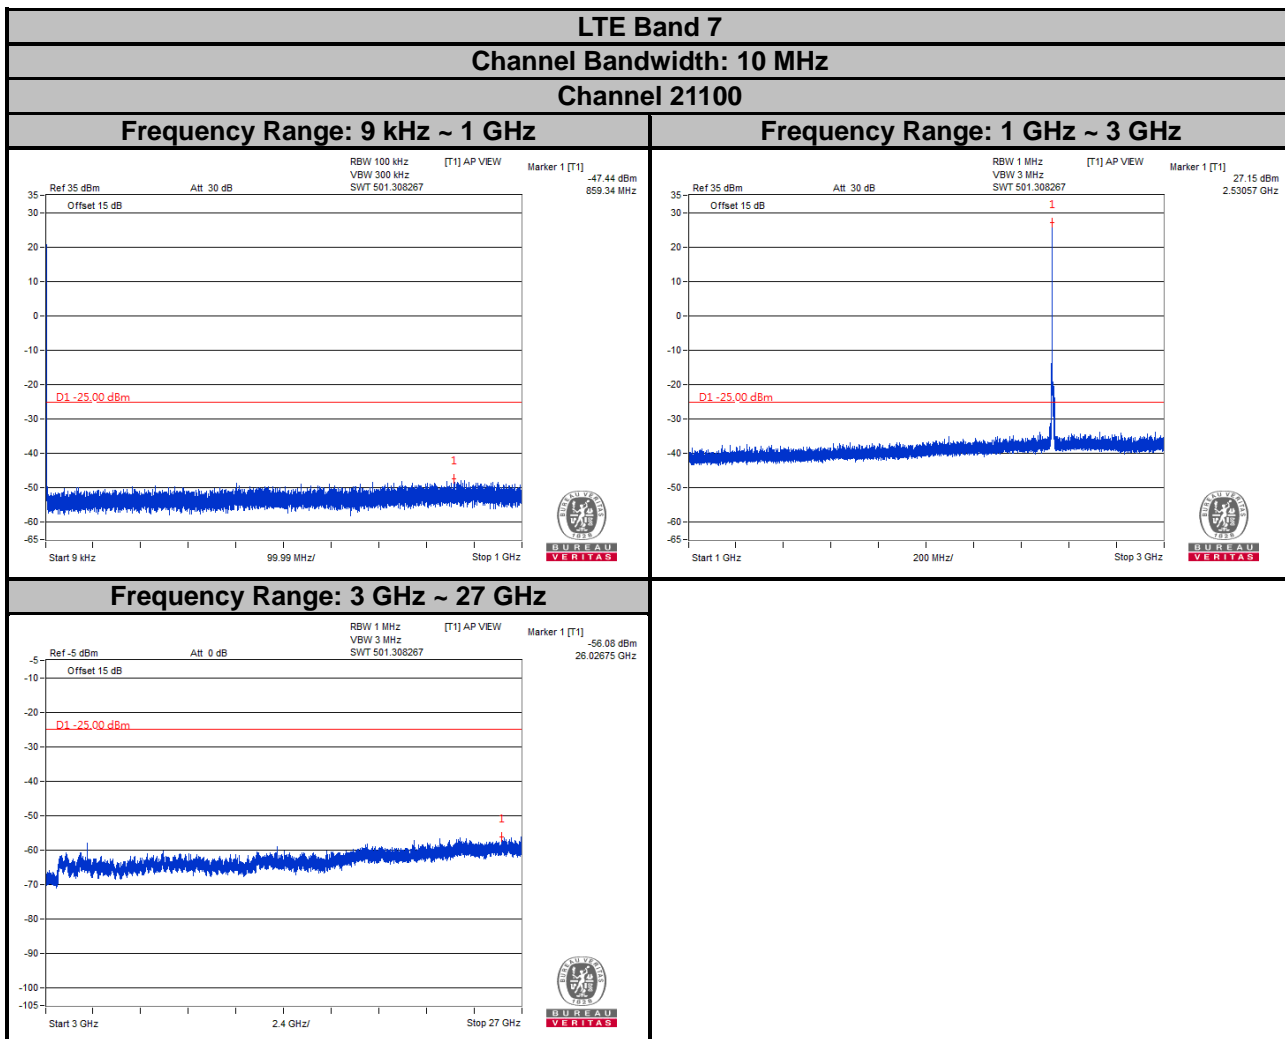 LTE Band 7
Channel Bandwidth: 10 MHz
Channel 21100
Frequency Range: 9 kHz ~ 1 GHz
RBW 100 kHz [T1] AP VIEW
VBW 300 kHz
Marker 1 [T1]
Ref 35 dBm Att 30 dB SWT 501.308267
-47.44 dBm
859.34 MHz
Offset 15 dB
35
30
20
10
0
-10
-20
-30
-40
-50
-60
-65
D1 -25.00 dBm
1
Start 9 kHz 99.99 MHz/ Stop 1 GHz
BUREAU VERITAS
1828
BUREAU
VERITAS
Frequency Range: 1 GHz ~ 3 GHz
RBW 1 MHz [T1] AP VIEW
VBW 3 MHz
Marker 1 [T1]
Ref 35 dBm Att 30 dB SWT 501.308267
27.15 dBm
2.53057 GHz
Offset 15 dB
1
35
30
20
10
0
-10
-20
-30
-40
-50
-60
-65
D1 -25.00 dBm
Start 1 GHz 200 MHz/ Stop 3 GHz
BUREAU VERITAS
1828
BUREAU
VERITAS
Frequency Range: 3 GHz ~ 27 GHz
RBW 1 MHz [T1] AP VIEW
VBW 3 MHz
Marker 1 [T1]
Ref -5 dBm Att 0 dB SWT 501.308267
-56.08 dBm
26.02675 GHz
Offset 15 dB
-5
-10
-20
-30
-40
-50
-60
-70
-80
-90
-100
-105
D1 -25.00 dBm
1
Start 3 GHz 2.4 GHz/ Stop 27 GHz
BUREAU VERITAS
1828
BUREAU
VERITAS